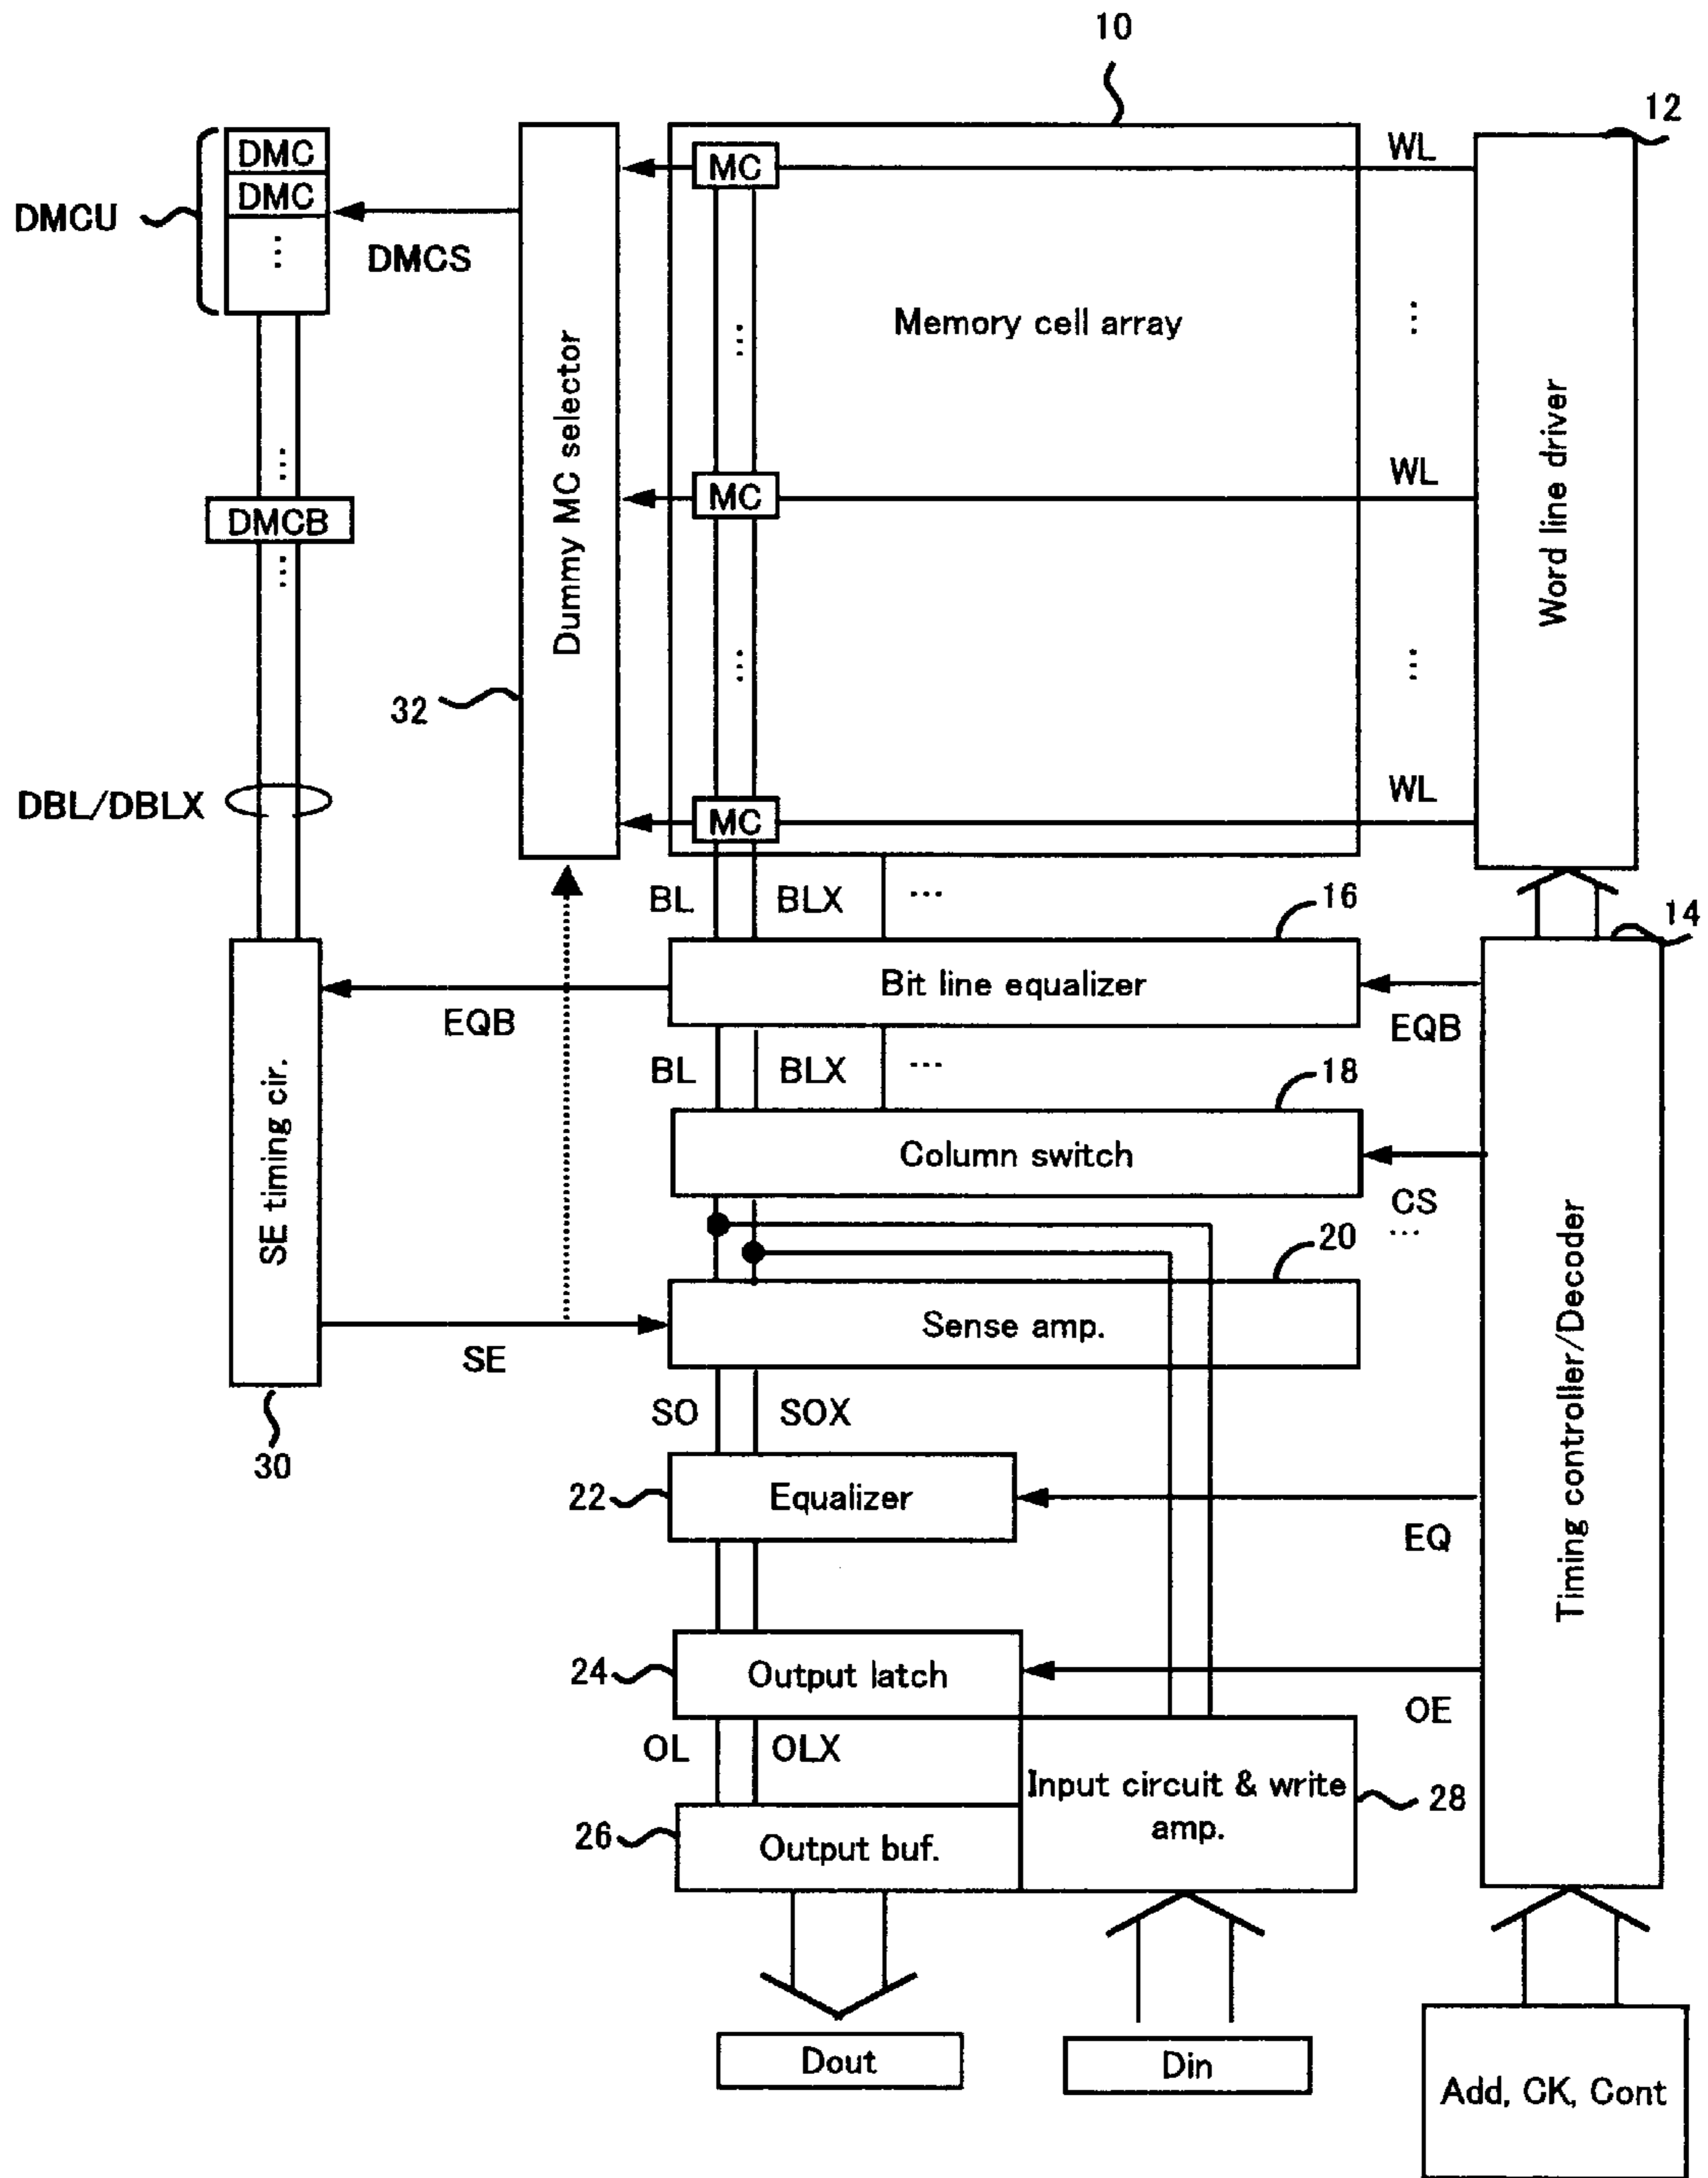 10
12
DMC
DMC
⋮
DMCU
DMCS
MC
WL
Memory cell array
⋮
⋮
Dummy MC selector
Word line driver
⋮
DMCB
⋮
MC
WL
⋮
⋮
32
DBL/DBLX
MC
WL
BL
BLX
...
16
14
Bit line equalizer
EQB
EQB
BL
BLX
...
18
SE timing cir.
Column switch
CS
...
20
Timing controller/Decoder
Sense amp.
SE
SO
SOX
30
22
Equalizer
EQ
24
Output latch
OE
OL
OLX
Input circuit & write
amp.
28
26
Output buf.
Dout
Din
Add, CK, Cont